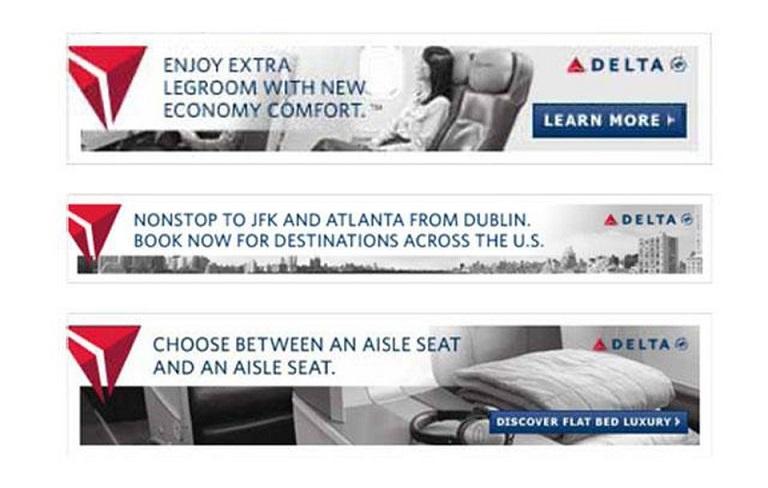 ENJOY EXTRA
LEGROOM WITH NEW
ECONOMY COMFORT.™
DELTA
LEARN MORE
NONSTOP TO JFK AND ATLANTA FROM DUBLIN.
BOOK NOW FOR DESTINATIONS ACROSS THE U.S.
DELTA
CHOOSE BETWEEN AN AISLE SEAT
AND AN AISLE SEAT.
DELTA
DISCOVER FLAT BED LUXURY